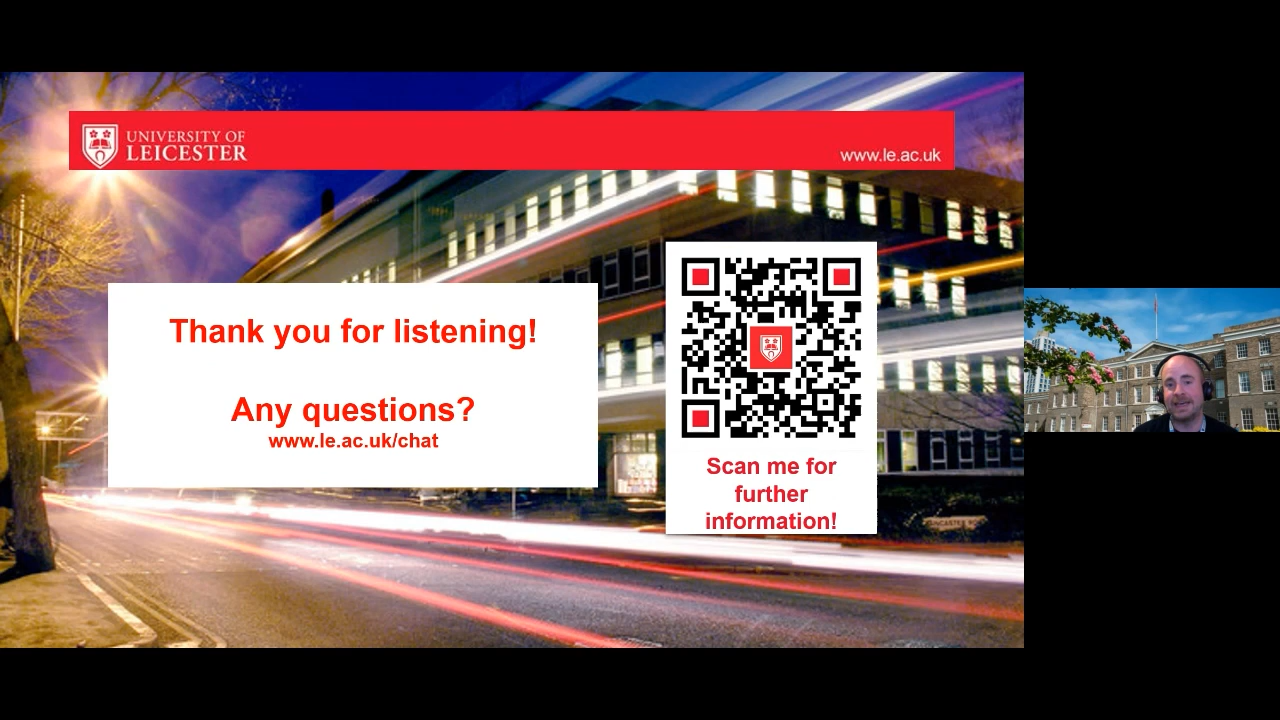 UNIVERSITY OF
LEICESTER
www.le.ac.uk
Thank you for listening!
Any questions?
www.le.ac.uk/chat
Scan me for
further
information!